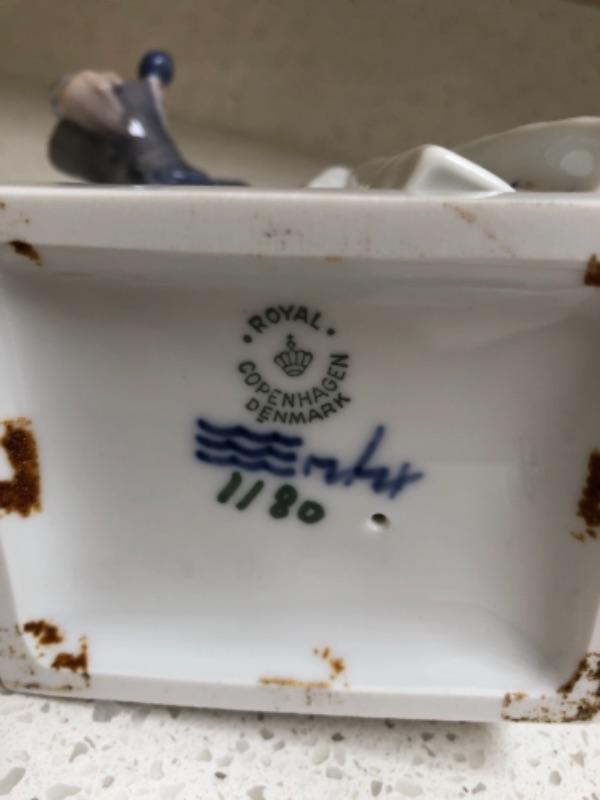 ROYAL
COPENHAGEN
DENMARK
1180